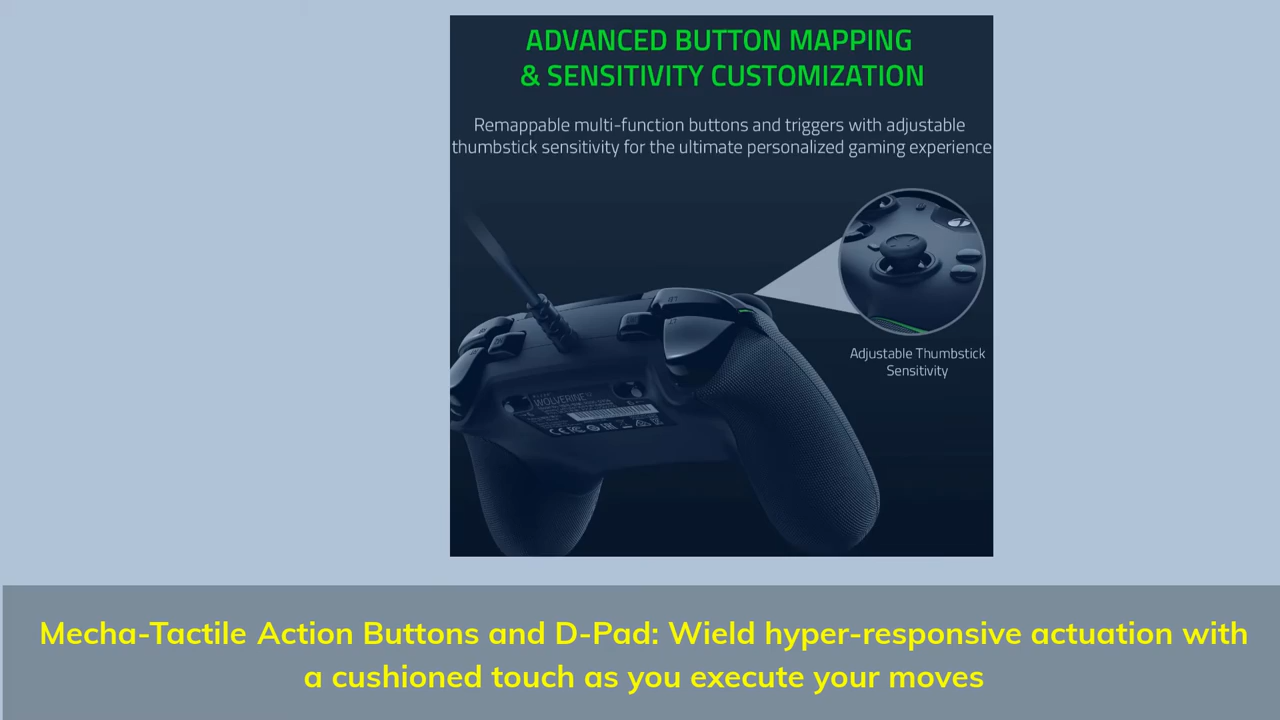 ADVANCED BUTTON MAPPING
& SENSITIVITY CUSTOMIZATION
Remappable multi-function buttons and triggers with adjustable
thumbstick sensitivity for the ultimate personalized gaming experience
Adjustable Thumbstick
Sensitivity
WOLVERINE
Mecha-Tactile Action Buttons and D-Pad: Wield hyper-responsive actuation with
a cushioned touch as you execute your moves